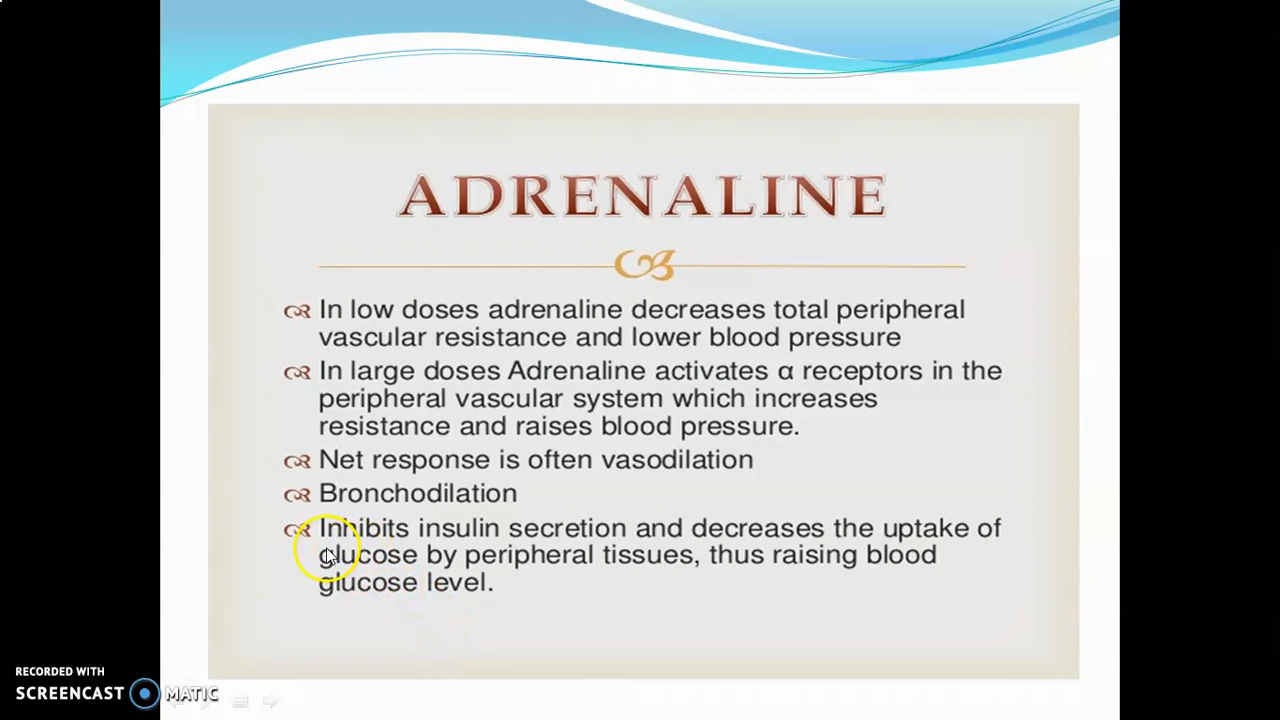 ADRENALINE
In low doses adrenaline decreases total peripheral
vascular resistance and lower blood pressure
In large doses Adrenaline activates α receptors in the
peripheral vascular system which increases
resistance and raises blood pressure.
Net response is often vasodilation
Bronchodilation
Inhibits insulin secretion and decreases the uptake of
glucose by peripheral tissues, thus raising blood
glucose level.
RECORDED WITH
SCREENCAST MATIC